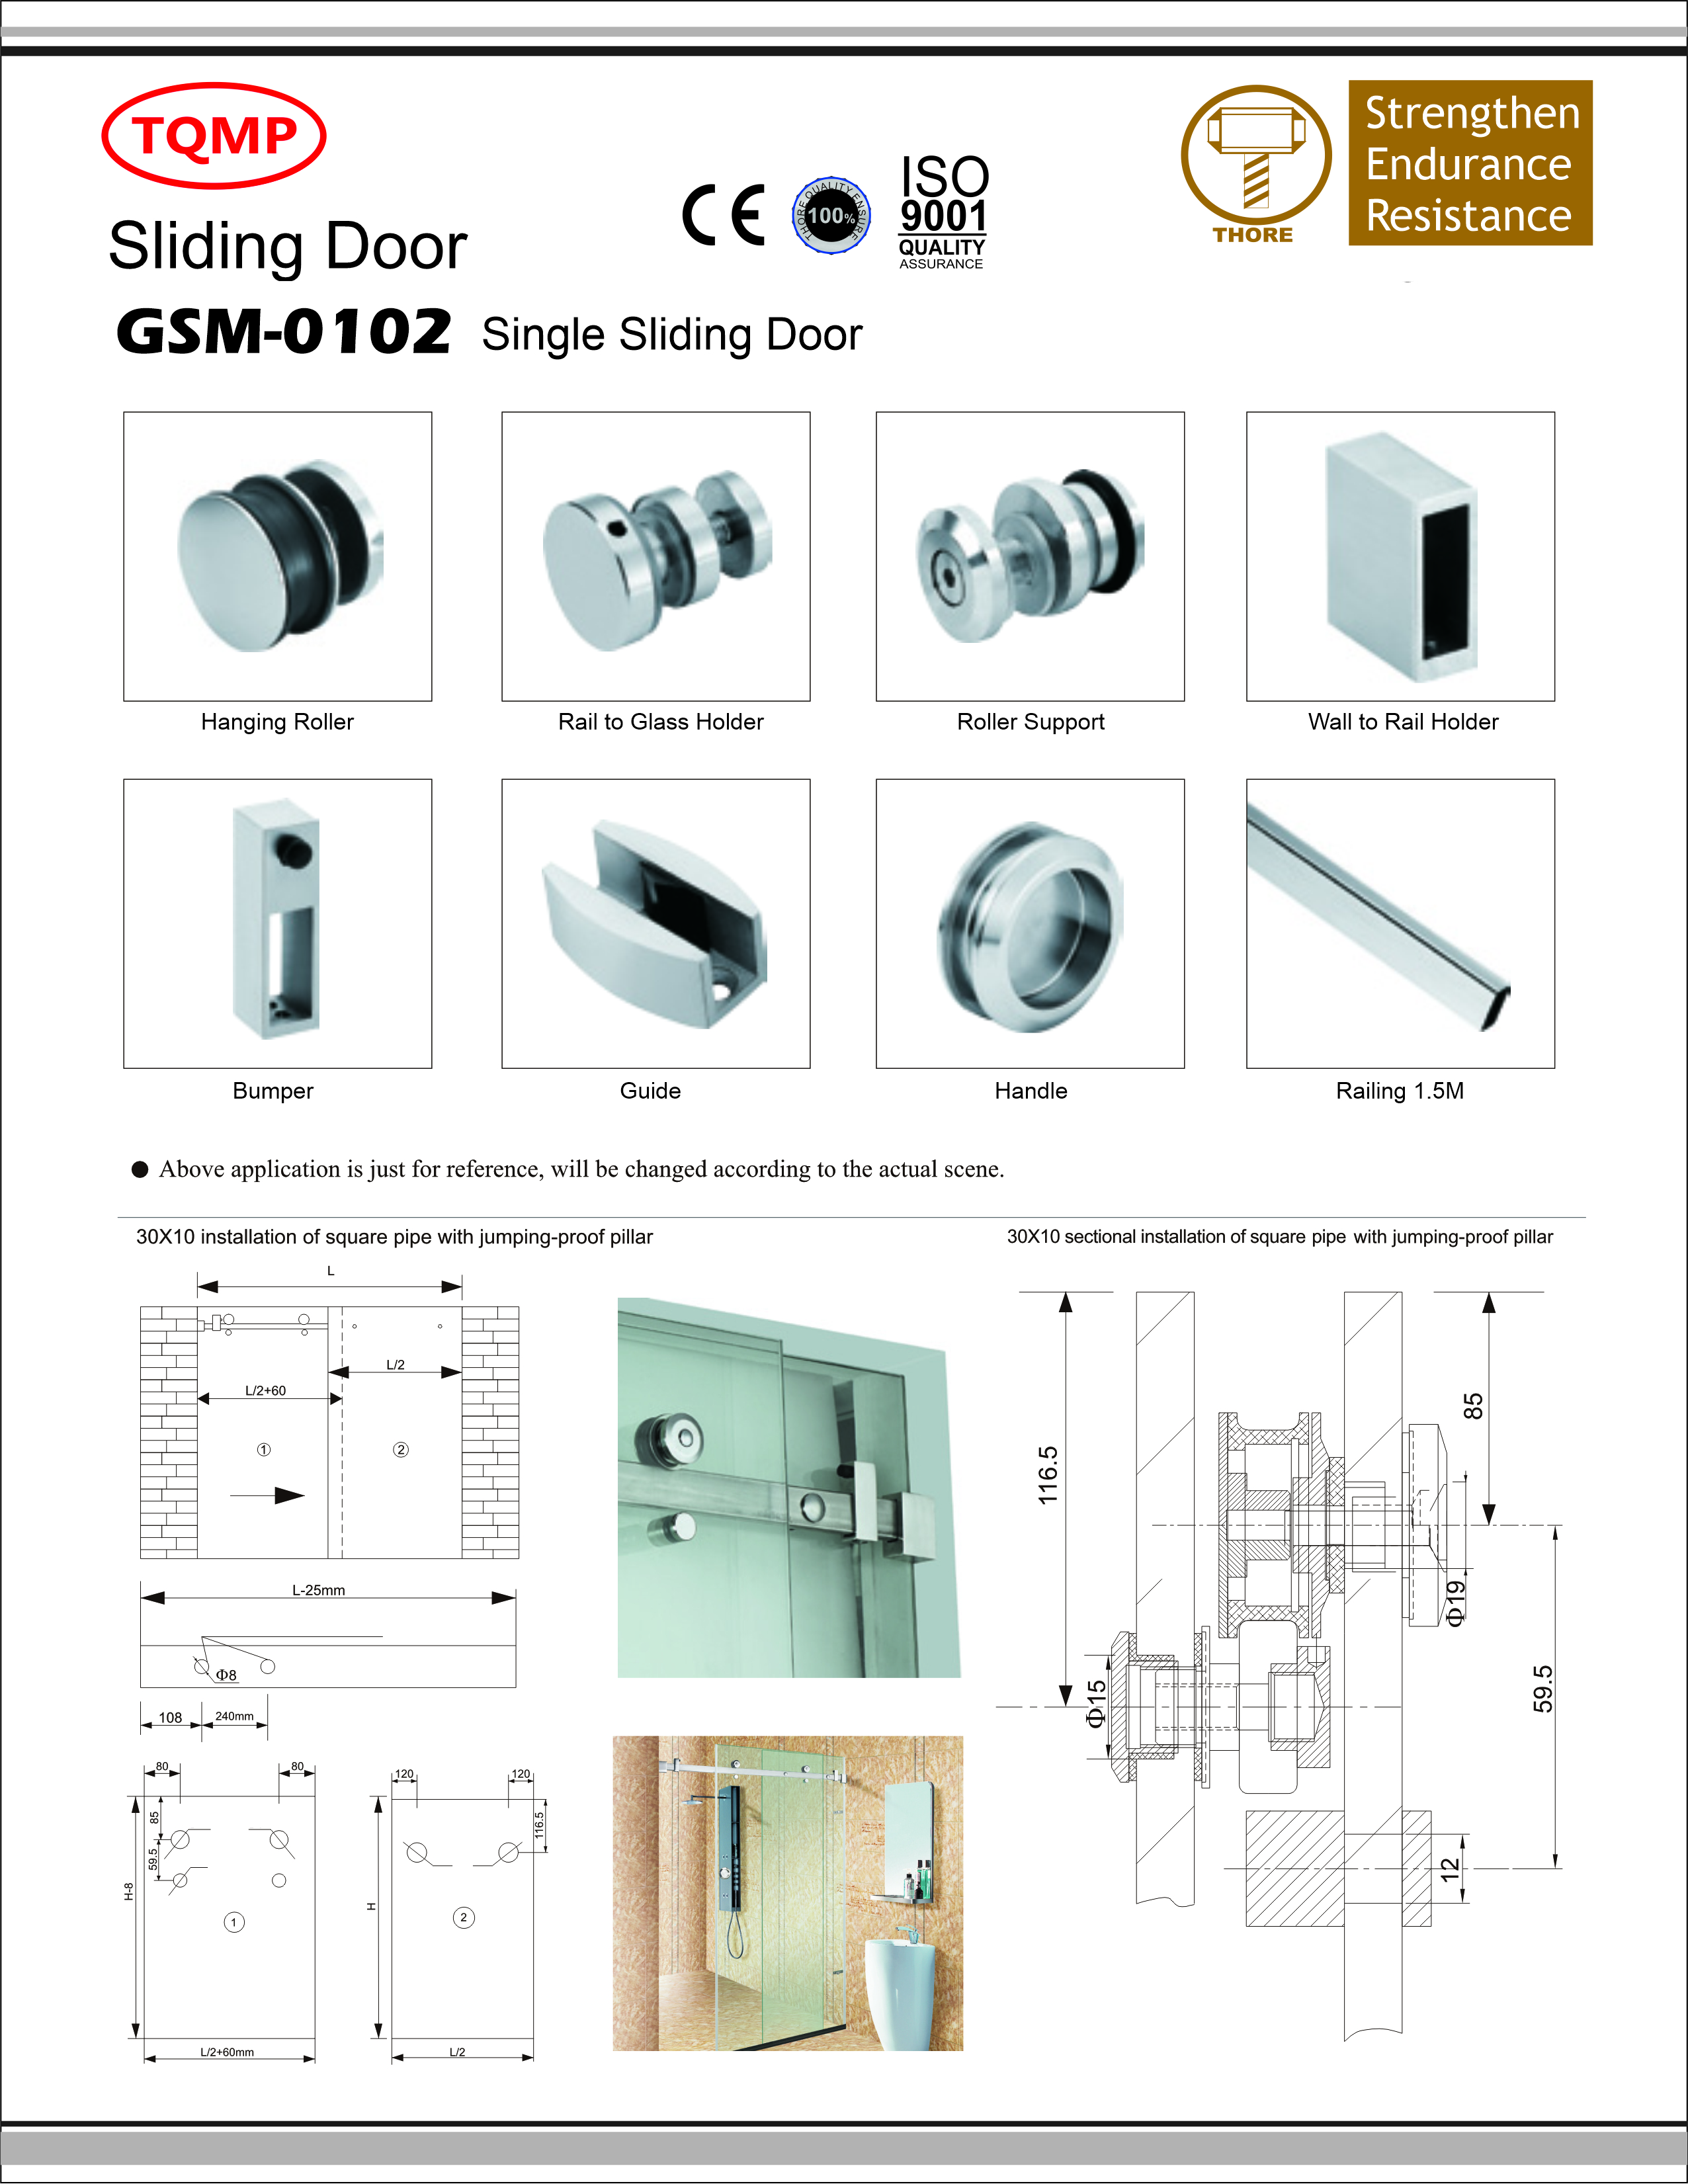 TQMP
Sliding Door
CE
THORE QUALITY ENSURE
100%
ISO
9001
QUALITY
ASSURANCE
THORE
Strengthen
Endurance
Resistance
GSM-0102 Single Sliding Door
Hanging Roller
Rail to Glass Holder
Roller Support
Wall to Rail Holder
Bumper
Guide
Handle
Railing 1.5M
● Above application is just for reference, will be changed according to the actual scene.
30X10 installation of square pipe with jumping-proof pillar
L
L/2
L/2+60
1
2
L-25mm
Φ8
108
240mm
80
80
85
59.5
H-8
1
L/2+60mm
120
120
116.5
H
2
L/2
30X10 sectional installation of square pipe with jumping-proof pillar
116.5
85
Φ19
Φ15
59.5
12